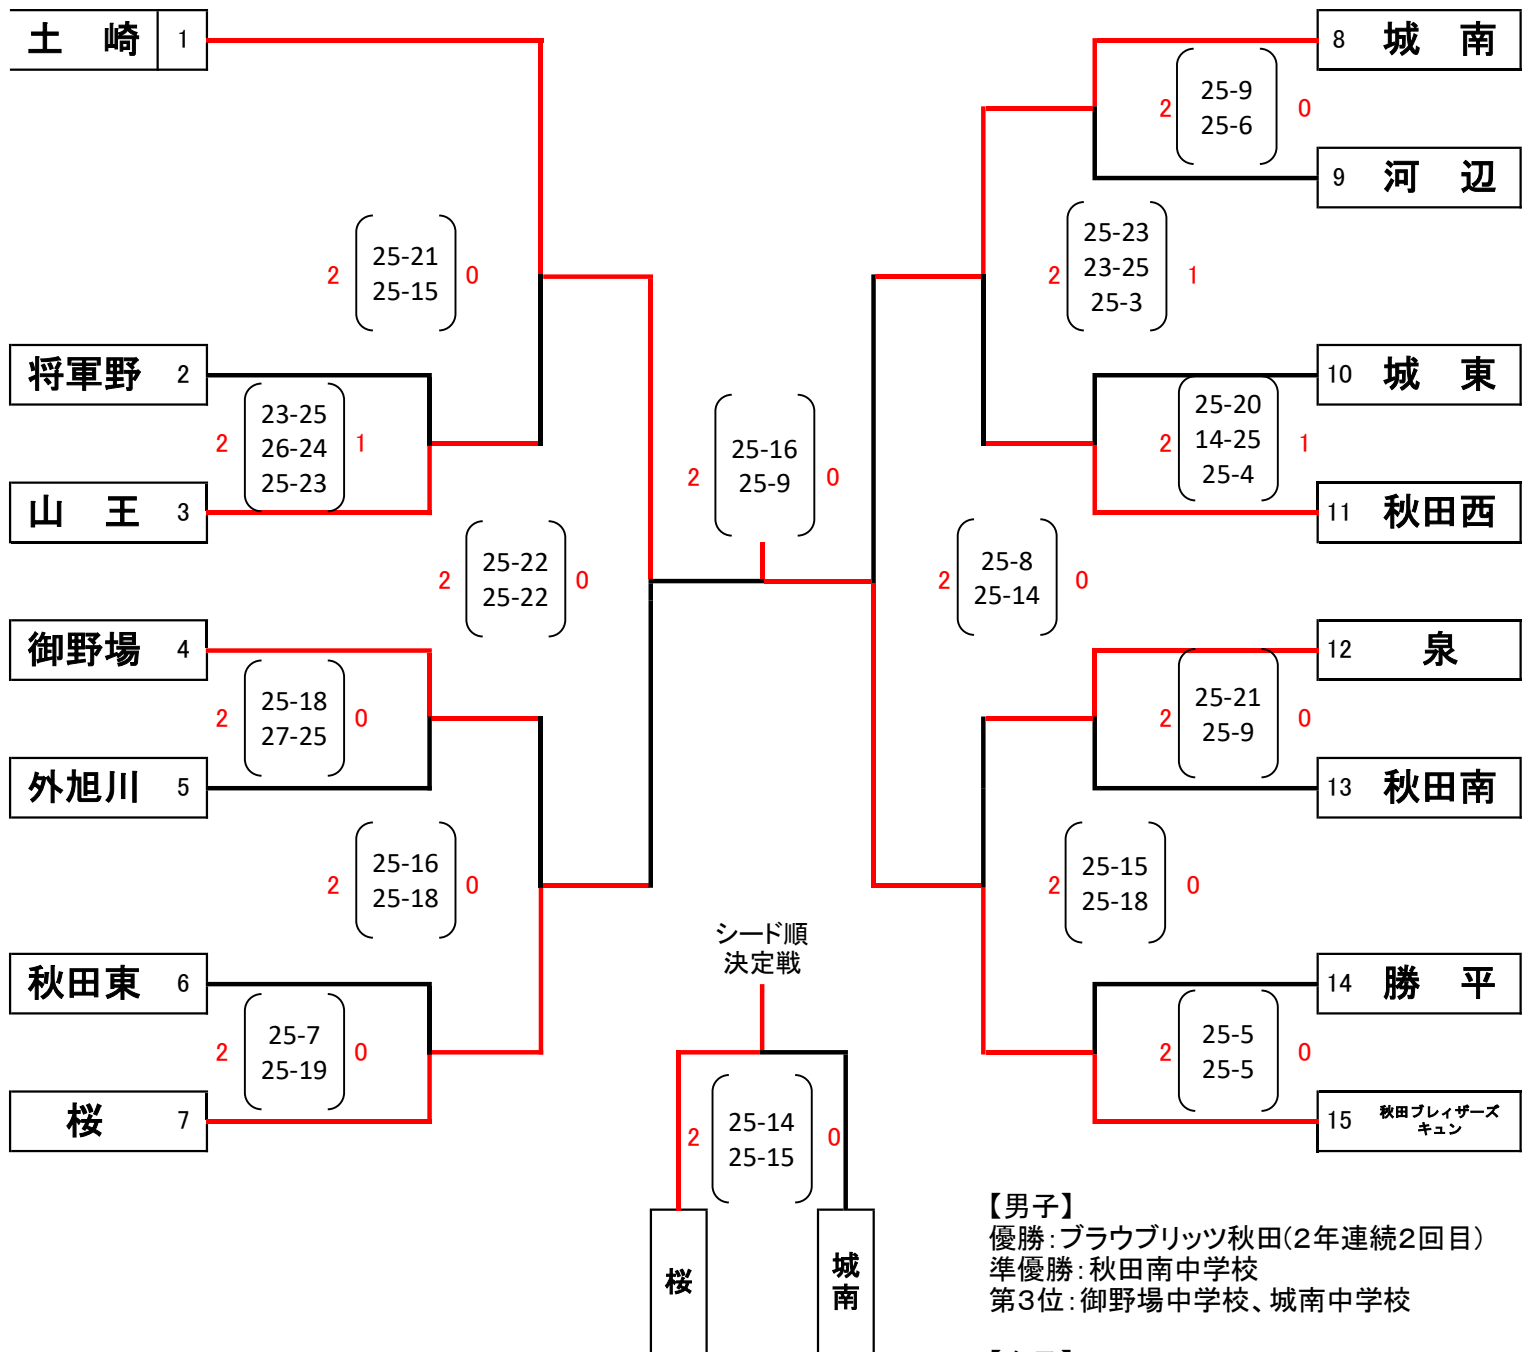 土　崎 1
25-21
25-15
2 0
将軍野 2
23-25
26-24
25-23
2 1
山　王 3
25-22
25-22
2 0
御野場 4
25-18
27-25
2 0
外旭川 5
25-16
25-18
2 0
秋田東 6
25-7
25-19
2 0
桜 7
25-16
25-9
2 0
8 城　南
25-9
25-6
2 0
9 河　辺
25-23
23-25
25-3
2 1
10 城　東
25-20
14-25
25-4
2 1
11 秋田西
25-8
25-14
2 0
12 泉
25-21
25-9
2 0
13 秋田南
25-15
25-18
2 0
14 勝　平
25-5
25-5
2 0
15 秋田ブレィザーズ
キュン
シード順
決定戦
25-14
25-15
2 0
桜
城南
【男子】
優勝：ブラウブリッツ秋田（２年連続２回目）
準優勝：秋田南中学校
第３位：御野場中学校、城南中学校